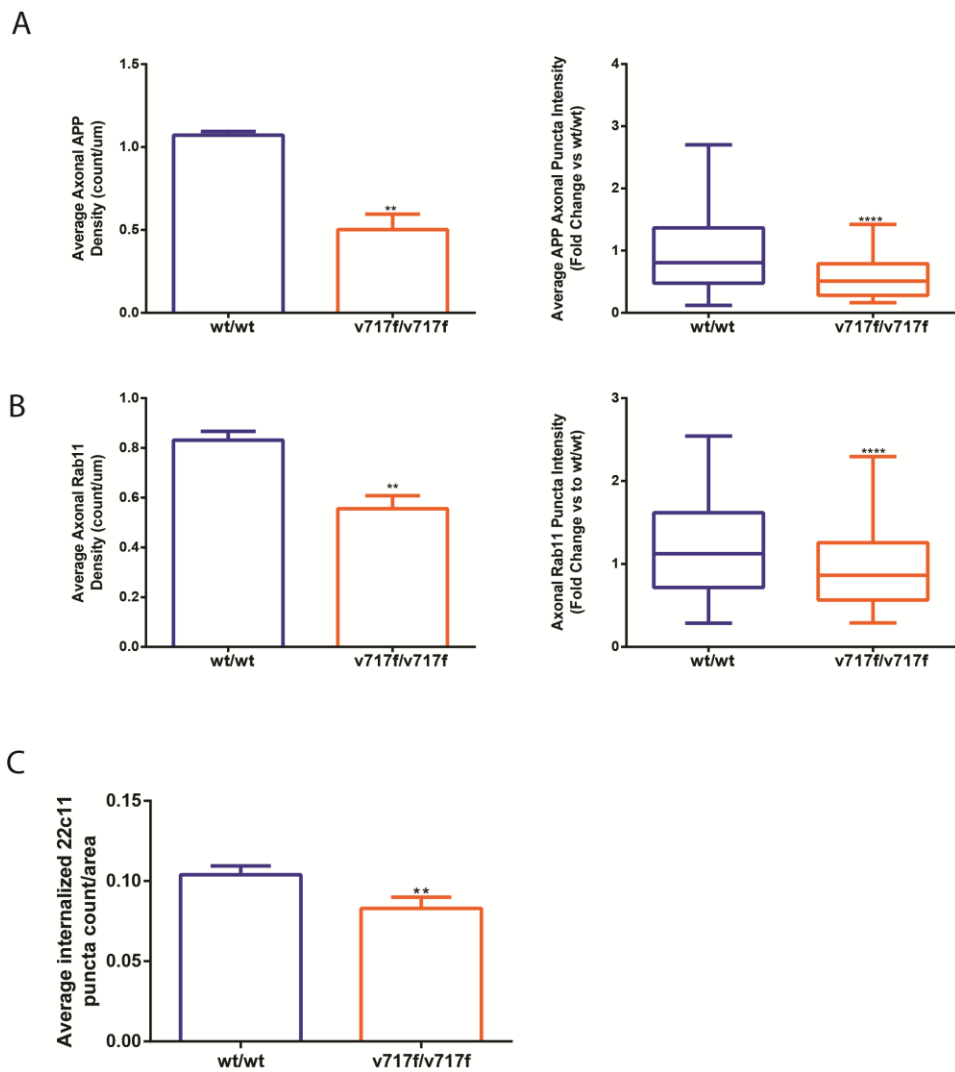 A
Average Axonal APP
Density (count/um)
1.5
1.0
0.5
0.0
**
wt/wt
v717f/v717f
Average APP Axonal Puncta Intensity
(Fold Change vs wt/wt)
4
3
2
1
0
****
wt/wt
v717f/v717f
B
Average Axonal Rab11
Density (count/um)
1.0
0.8
0.6
0.4
0.2
0.0
**
wt/wt
v717f/v717f
Axonal Rab11 Puncta Intensity
(Fold Change vs to wt/wt)
3
2
1
0
****
wt/wt
v717f/v717f
C
Average internalized 22c11
puncta count/area
0.15
0.10
0.05
0.00
**
wt/wt
v717f/v717f